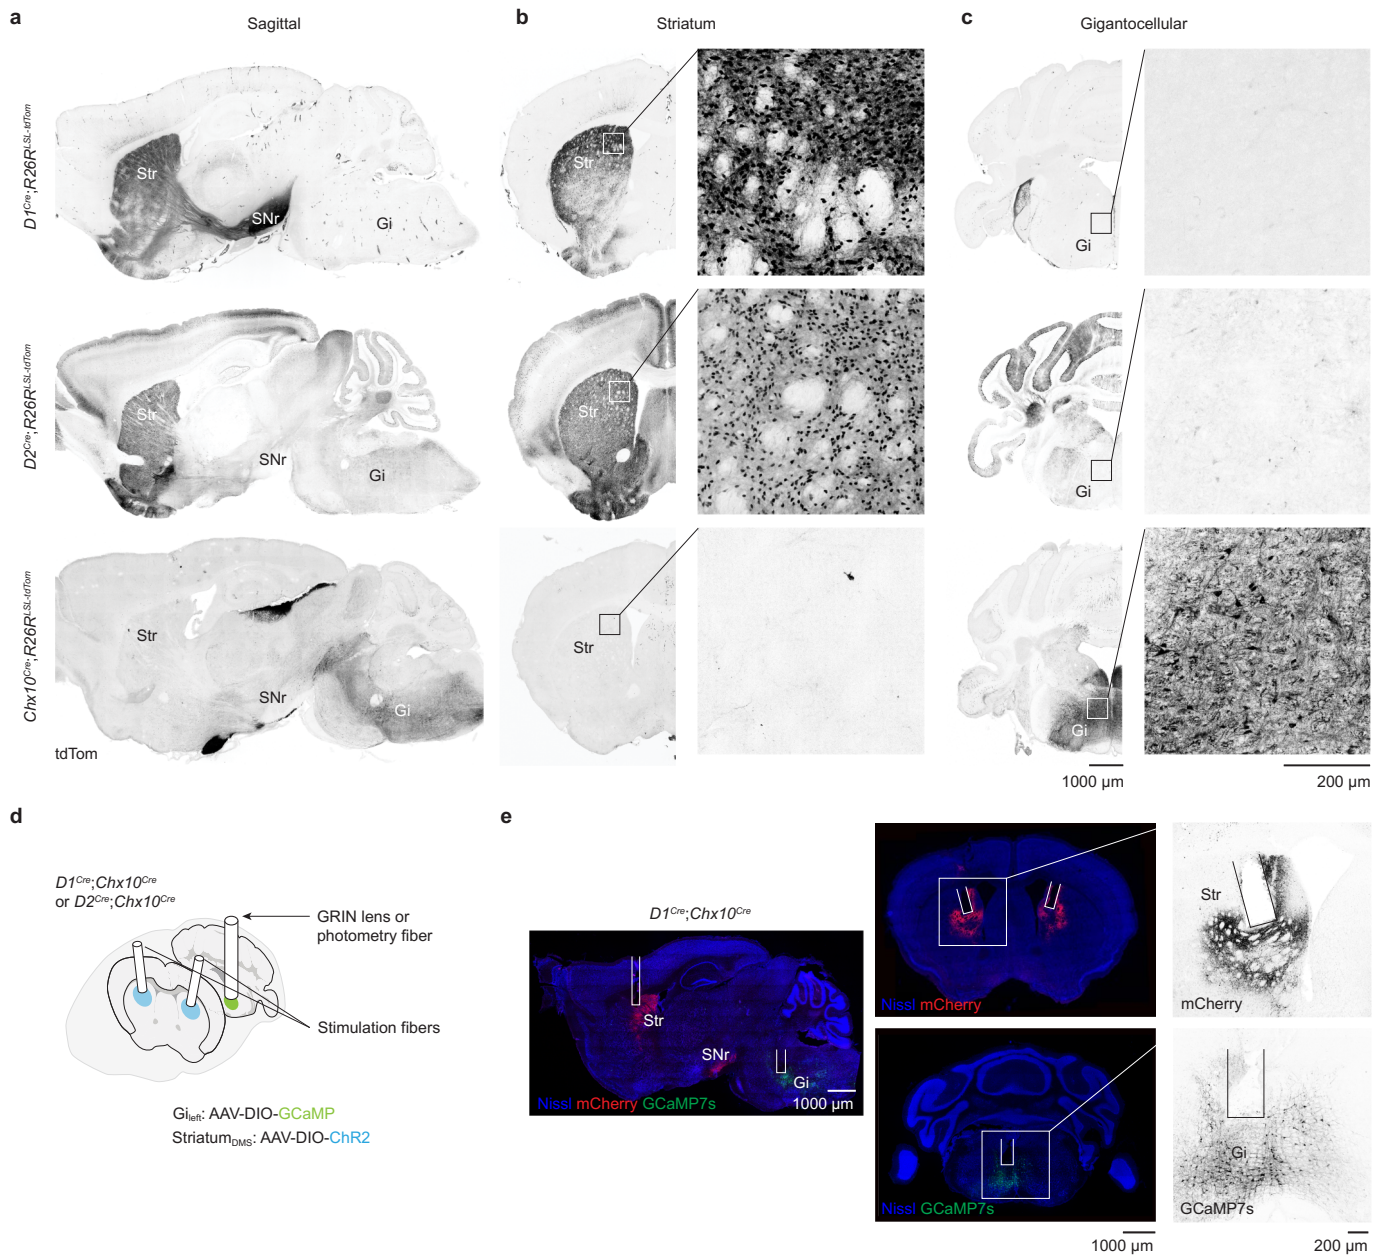 a
Sagittal
b
Striatum
c
Gigantocellular
D1Cre;R26RLSL-tdTom
Str
SNr
Gi
Str
Gi
D2Cre;R26RLSL-tdTom
Str
SNr
Gi
Str
Gi
Chx10Cre;R26RLSL-tdTom
Str
SNr
Gi
tdTom
Str
Gi
1000 µm
200 µm
d
D1Cre;Chx10Cre
or D2Cre;Chx10Cre
GRIN lens or
photometry fiber
Stimulation fibers
Gileft: AAV-DIO-GCaMP
StriatumDMS: AAV-DIO-ChR2
e
D1Cre;Chx10Cre
Str
SNr
Gi
Nissl mCherry GCaMP7s
1000 µm
Nissl mCherry
Str
mCherry
Nissl GCaMP7s
Gi
GCaMP7s
1000 µm
200 µm